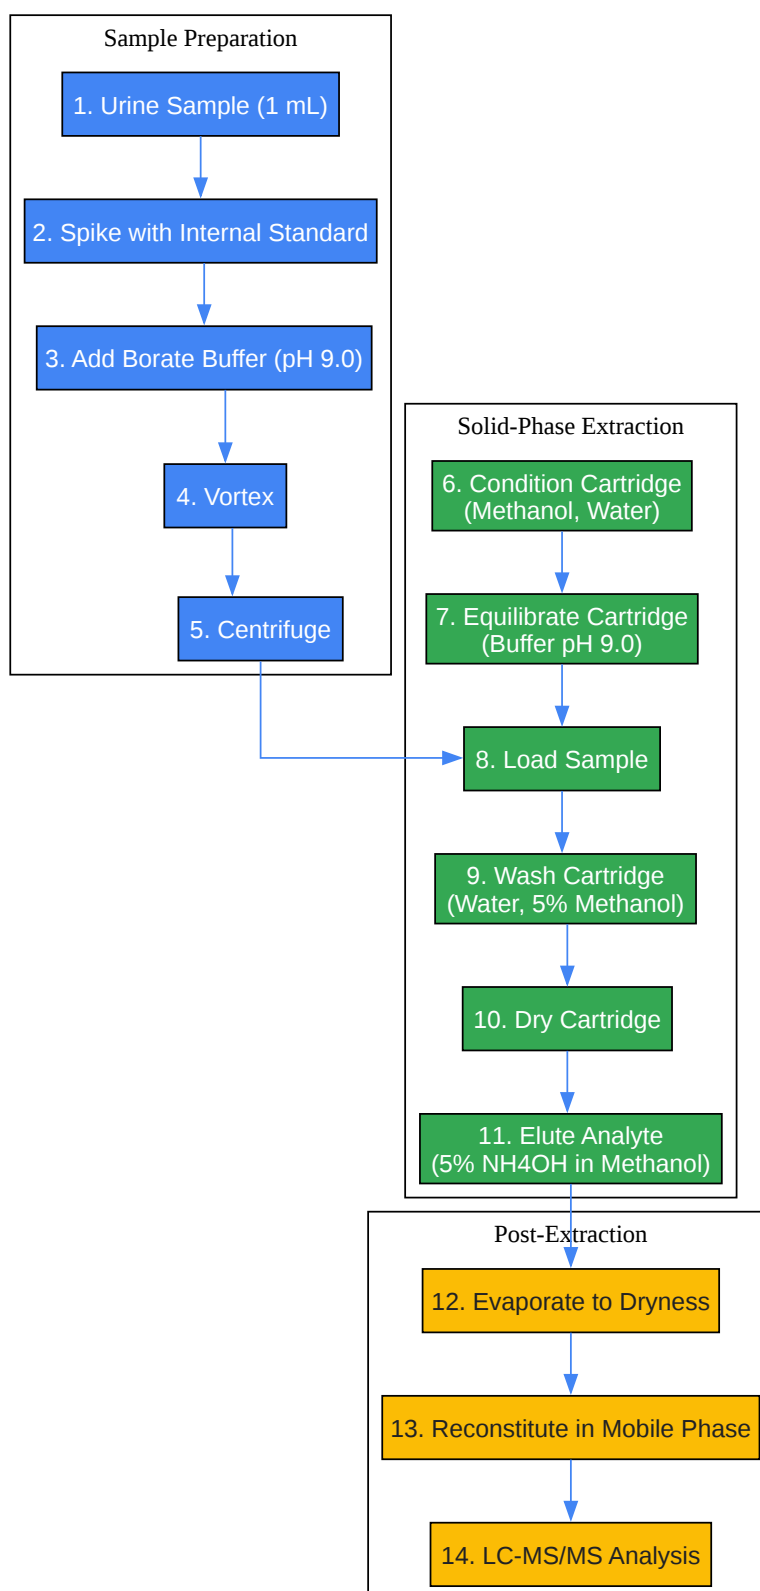 Sample Preparation
1. Urine Sample (1 mL)
2. Spike with Internal Standard
3. Add Borate Buffer (pH 9.0)
4. Vortex
5. Centrifuge
Solid-Phase Extraction
6. Condition Cartridge
(Methanol, Water)
7. Equilibrate Cartridge
(Buffer pH 9.0)
8. Load Sample
9. Wash Cartridge
(Water, 5% Methanol)
10. Dry Cartridge
11. Elute Analyte
(5% NH4OH in Methanol)
Post-Extraction
12. Evaporate to Dryness
13. Reconstitute in Mobile Phase
14. LC-MS/MS Analysis